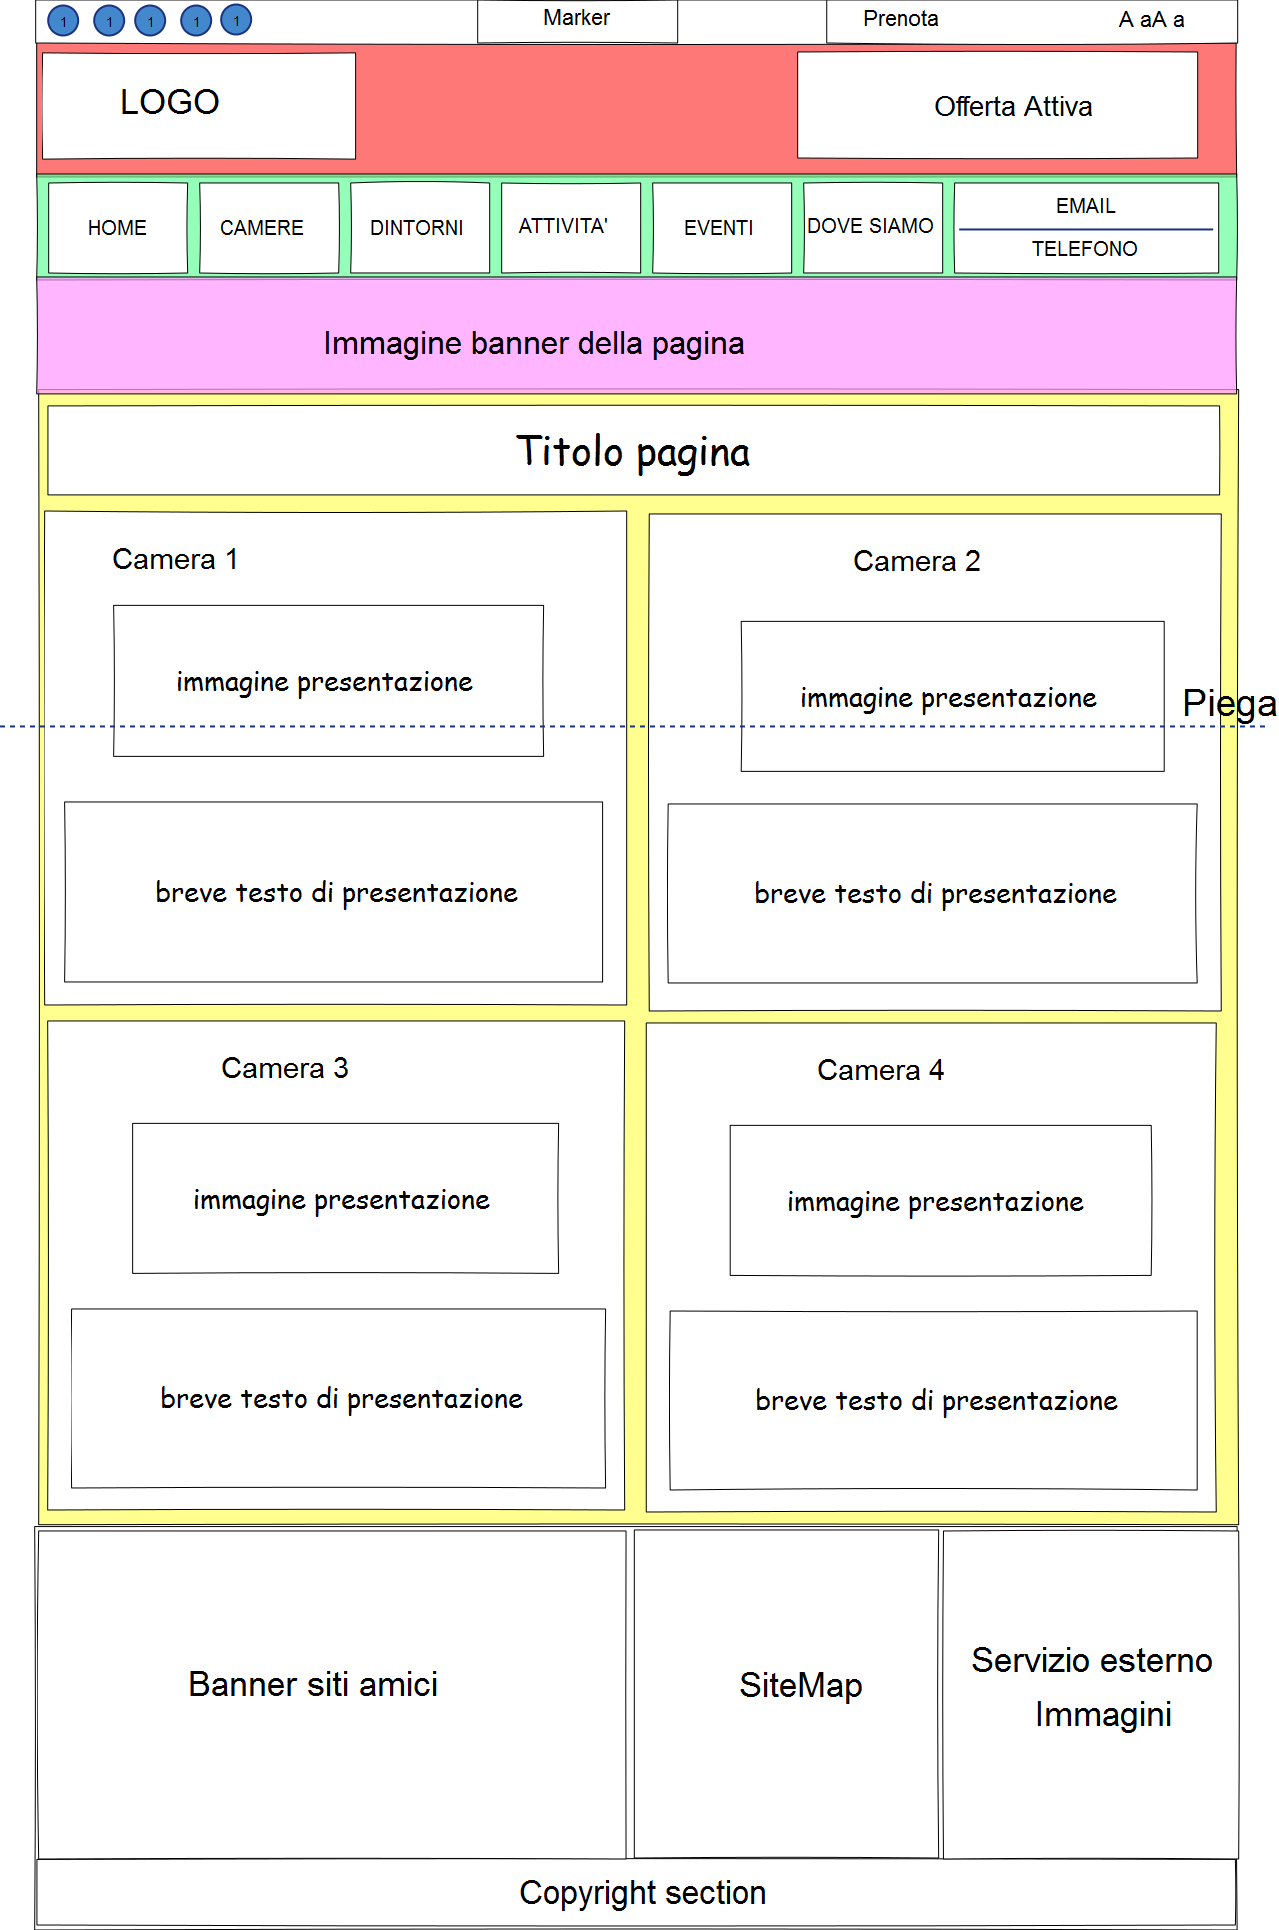 1 1 1 1 1 Marker Prenota A aA a
LOGO Offerta Attiva
HOME CAMERE DINTORNI ATTIVITA' EVENTI DOVE SIAMO EMAIL
TELEFONO
Immagine banner della pagina
Titolo pagina
Camera 1 Camera 2
immagine presentazione immagine presentazione
Piega
breve testo di presentazione breve testo di presentazione
Camera 3 Camera 4
immagine presentazione immagine presentazione
breve testo di presentazione breve testo di presentazione
Banner siti amici SiteMap Servizio esterno
Immagini
Copyright section